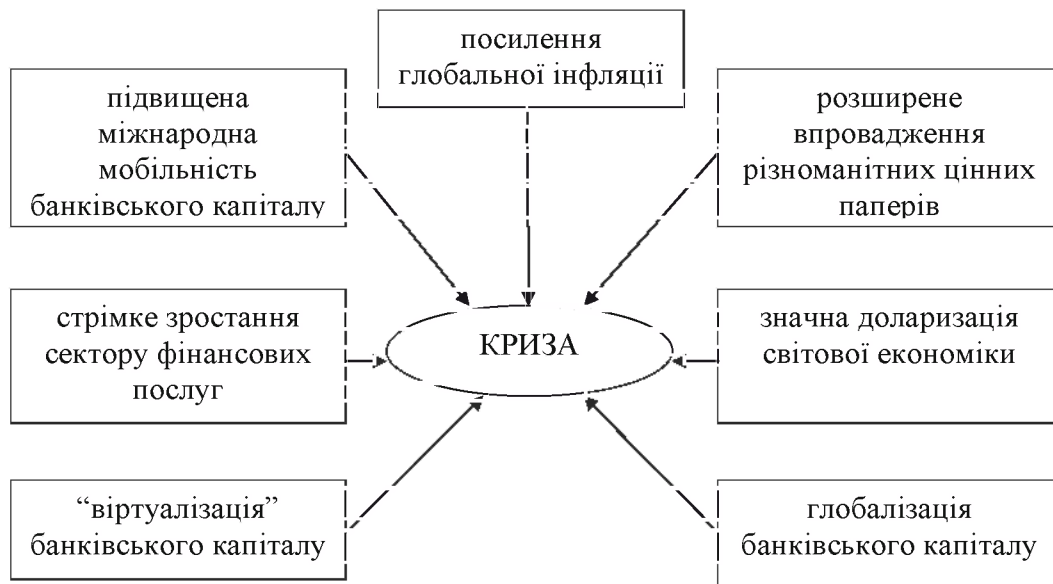 посилення
глобальної інфляції
підвищена
міжнародна
мобільність
банківського капіталу
розширене
впровадження
різноманітних цінних
паперів
стрімке зростання
сектору фінансових
послуг
КРИЗА
значна доларизація
світової економіки
“віртуалізація”
банківського капіталу
глобалізація
банківського капіталу